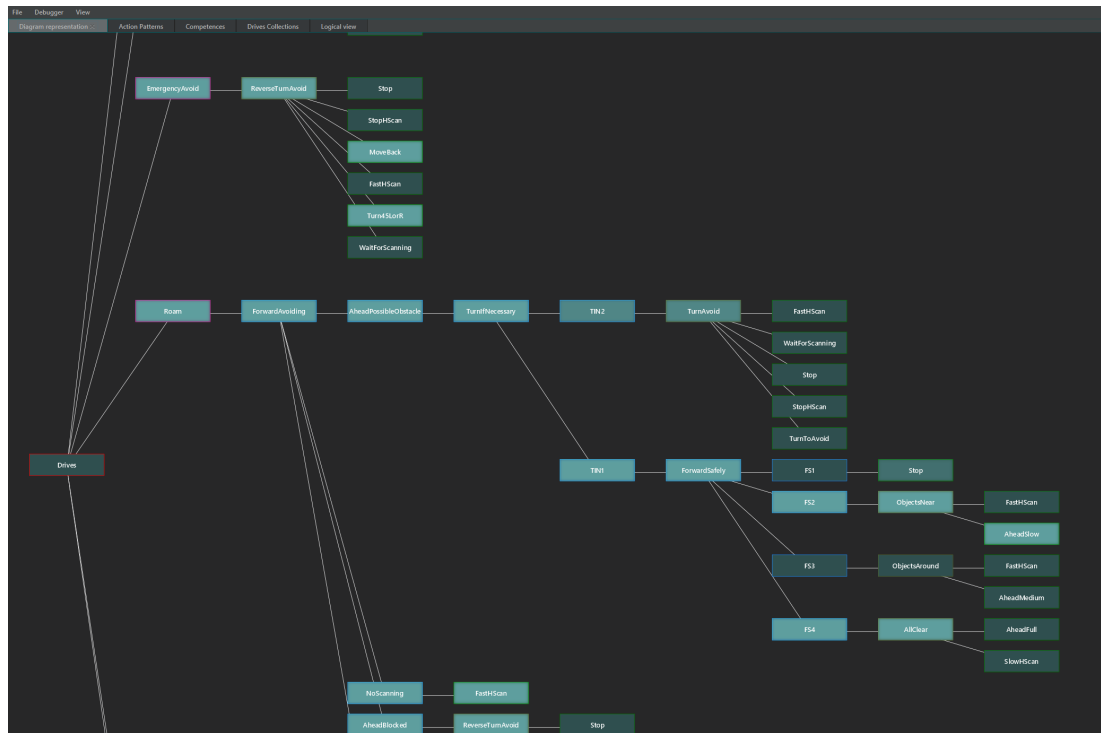 File Debugger View
Diagram representation ... Action Patterns Competences Drives Collections Logical view
EmergencyAvoid ReverseTurnAvoid Stop
StopHScan
MoveBack
FastHScan
Turn45LorR
WaitForScanning
Roam ForwardAvoiding AheadPossibleObstacle TurnIfNecessary TIN2 TurnAvoid FastHScan
WaitForScanning
Stop
StopHScan
TurnToAvoid
Drives
TIN1 ForwardSafely FS1 Stop
FS2 ObjectsNear FastHScan
AheadSlow
FS3 ObjectsAround FastHScan
AheadMedium
FS4 AllClear AheadFull
SlowHScan
NoScanning FastHScan
AheadBlocked ReverseTurnAvoid Stop